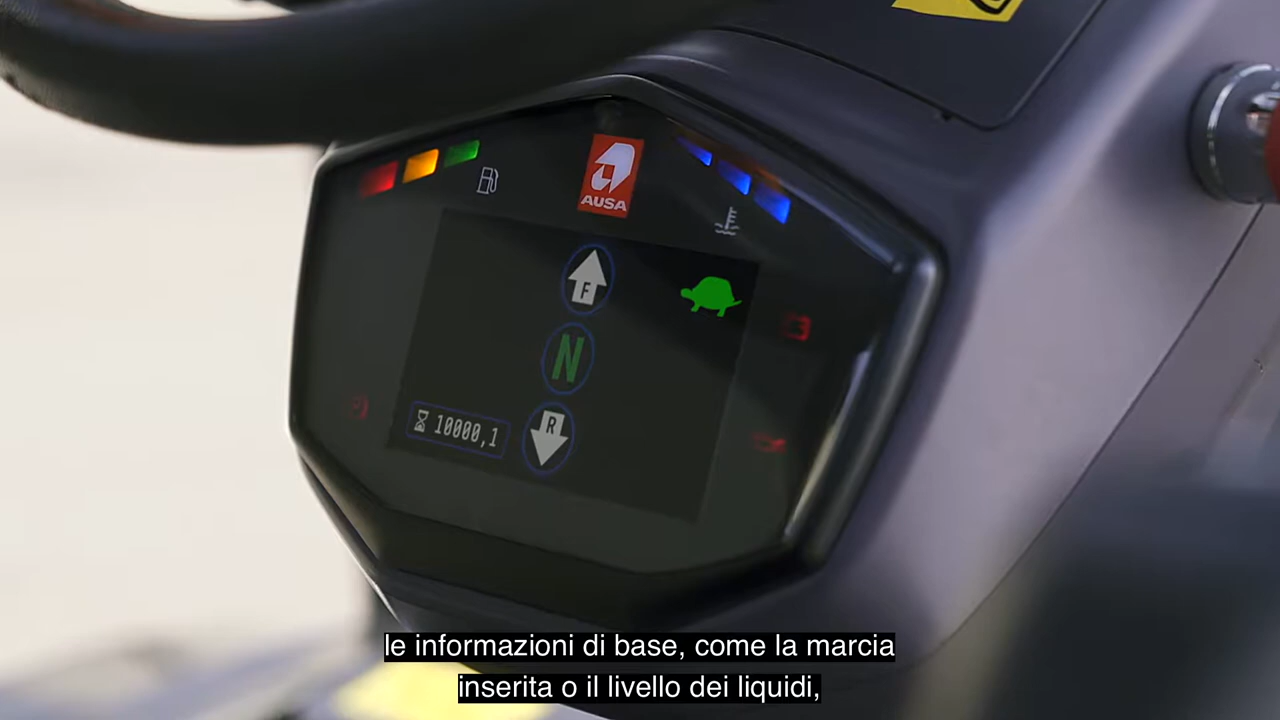 AUSA
F
N
R
10000,1
le informazioni di base, come la marcia
inserita o il livello dei liquidi,